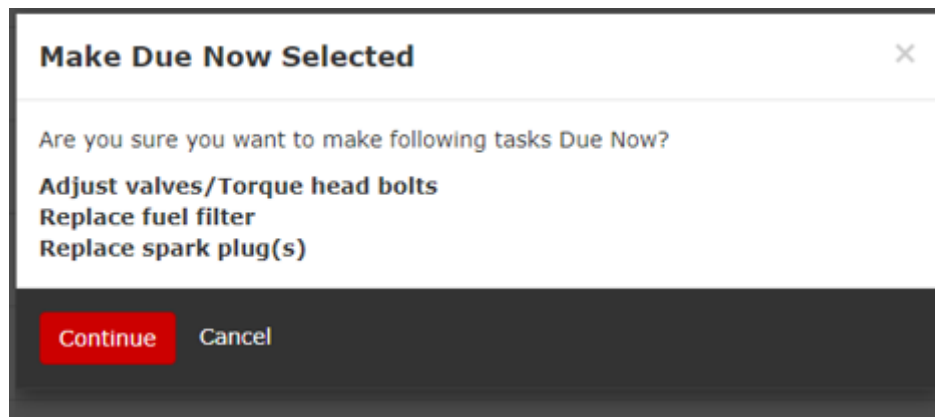 Make Due Now Selected
×
Are you sure you want to make following tasks Due Now?
Adjust valves/Torque head bolts
Replace fuel filter
Replace spark plug(s)
Continue
Cancel